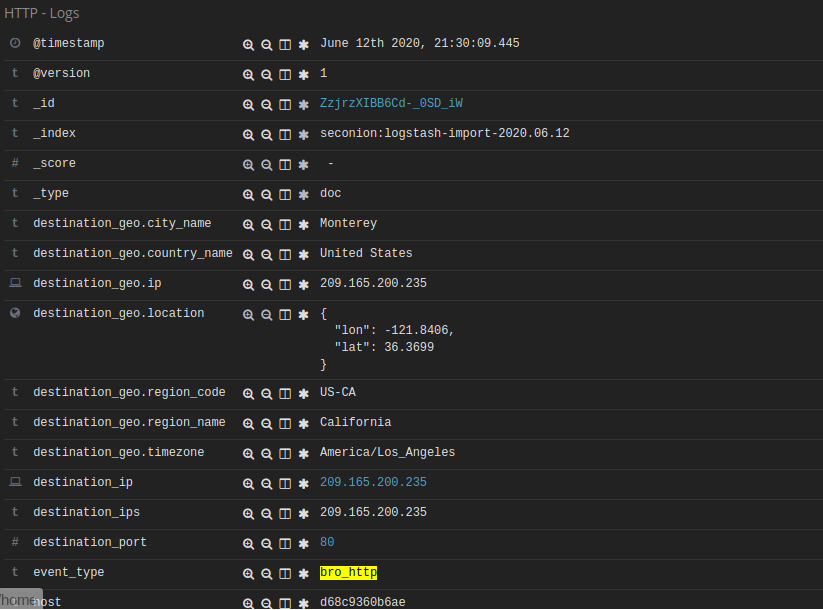 HTTP - Logs
@timestamp June 12th 2020, 21:30:09.445
t @version 1
t _id ZzjrzXIBB6Cd-_0SD_iW
t _index seconion:logstash-import-2020.06.12
# _score -
t _type doc
t destination_geo.city_name Monterey
t destination_geo.country_name United States
destination_geo.ip 209.165.200.235
destination_geo.location {
"lon": -121.8406,
"lat": 36.3699
}
t destination_geo.region_code US-CA
t destination_geo.region_name California
t destination_geo.timezone America/Los_Angeles
destination_ip 209.165.200.235
t destination_ips 209.165.200.235
# destination_port 80
t event_type bro_http
/home host d68c9360b6ae